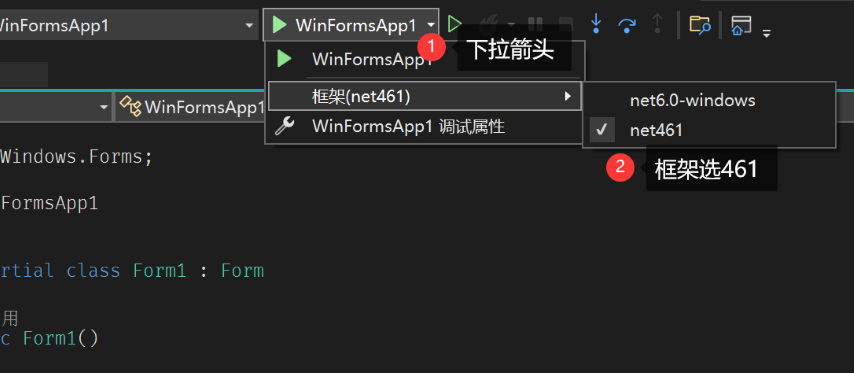 WinFormsApp1
WinFormsApp1
1
下拉箭头
WinFormsApp1
框架(net461)
WinFormsApp1 调试属性
net6.0-windows
net461
2
框架选461
WinFormsApp1
Windows.Forms;
FormsApp1
rtial class Form1 : Form
用
c Form1()